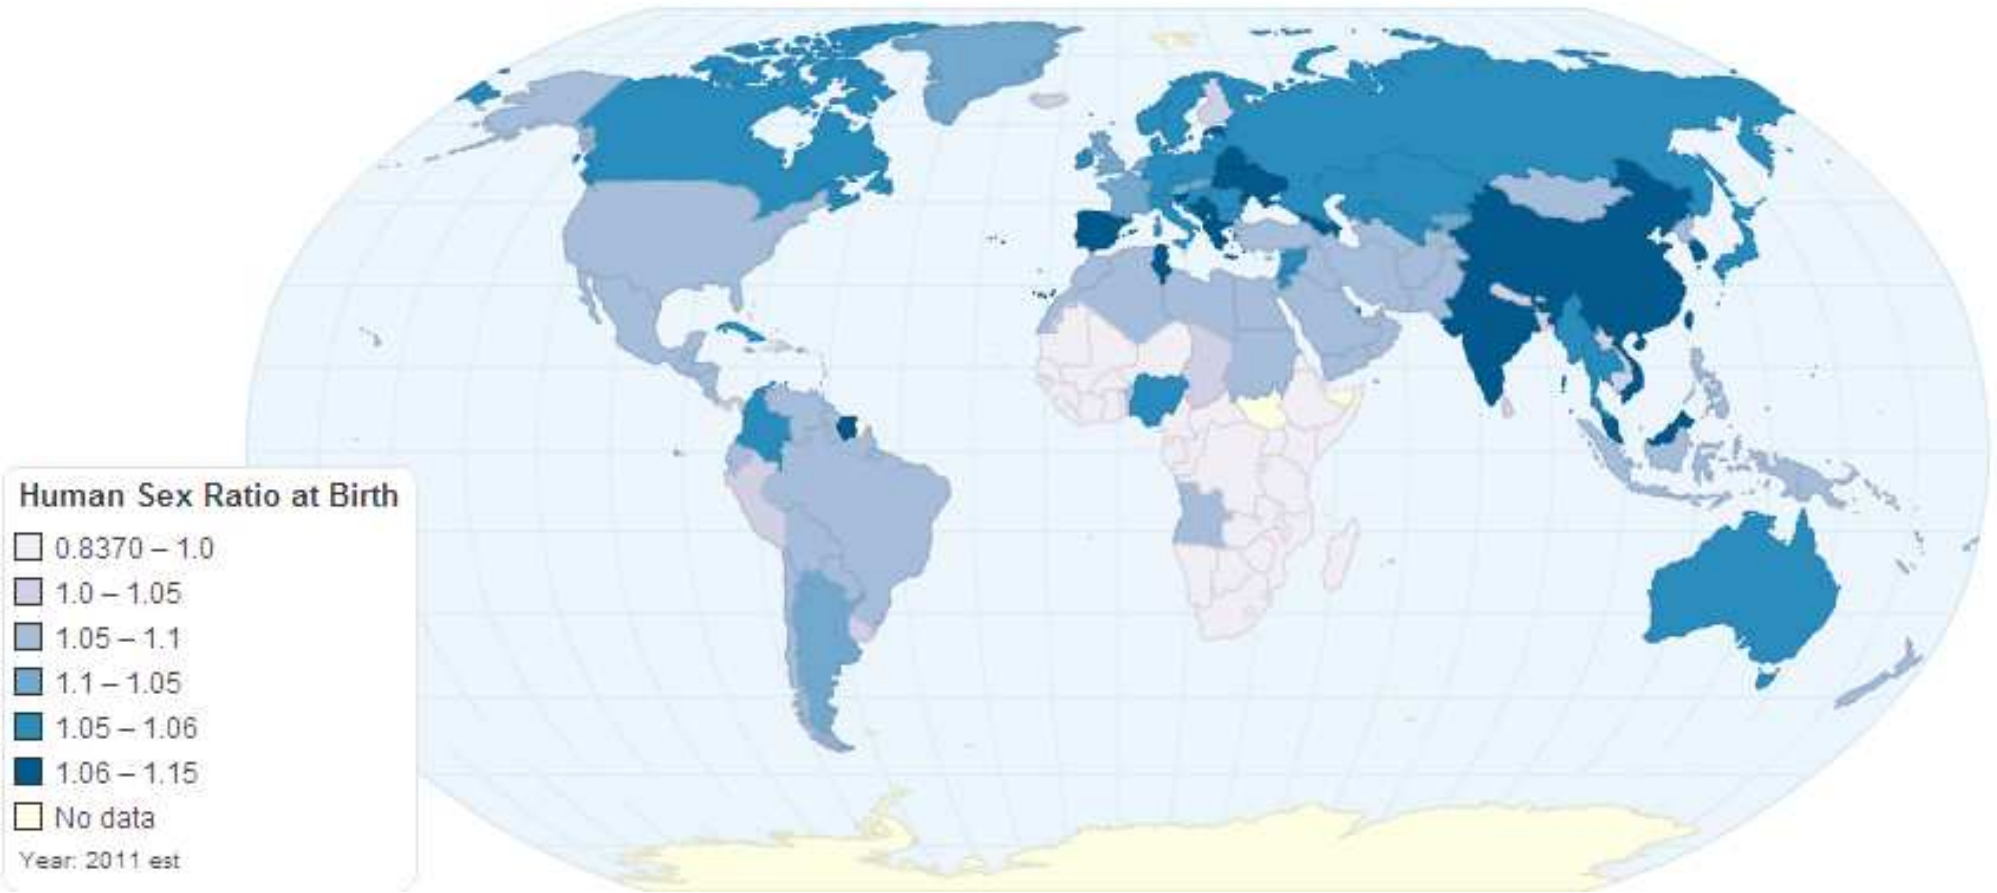 Human Sex Ratio at Birth
0.8370 – 1.0
1.0 – 1.05
1.05 – 1.1
1.1 – 1.05
1.05 – 1.06
1.06 – 1.15
No data
Year: 2011 est